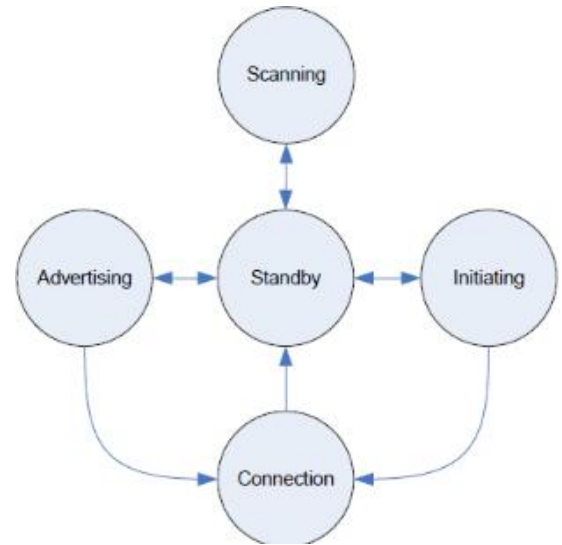 Scanning
Advertising
Standby
Initiating
Connection